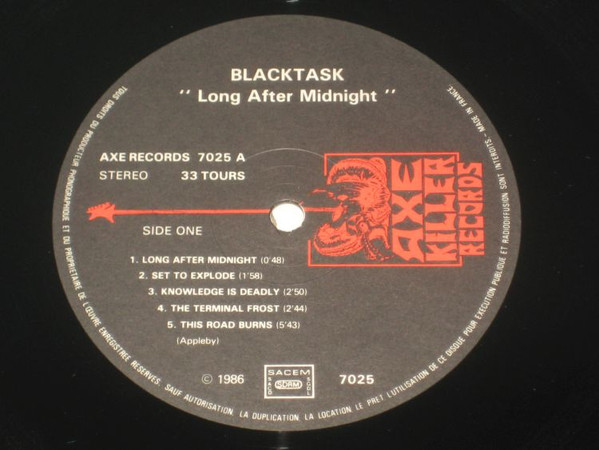 BLACKTASK
" Long After Midnight "
AXE RECORDS 7025 A
STEREO 33 TOURS
AXE
KILLER
RECORDS
SIDE ONE
1. LONG AFTER MIDNIGHT (0'48)
2. SET TO EXPLODE (1'58)
3. KNOWLEDGE IS DEADLY (2'50)
4. THE TERMINAL FROST (2'44)
5. THIS ROAD BURNS (5'43)
(Appleby)
© 1986
SACEM
SDRM
7025
TOUS DROITS DU PRODUCTEUR PHONOGRAPHIQUE ET DU PROPRIETAIRE DE L'ŒUVRE ENREGISTREE RESERVES. SAUF AUTORISATION, LA DUPLICATION, LA LOCATION, LE PRET, L'UTILISATION DE CE DISQUE POUR EXECUTION PUBLIQUE ET RADIODIFFUSION SONT INTERDITS - MADE IN FRANCE.